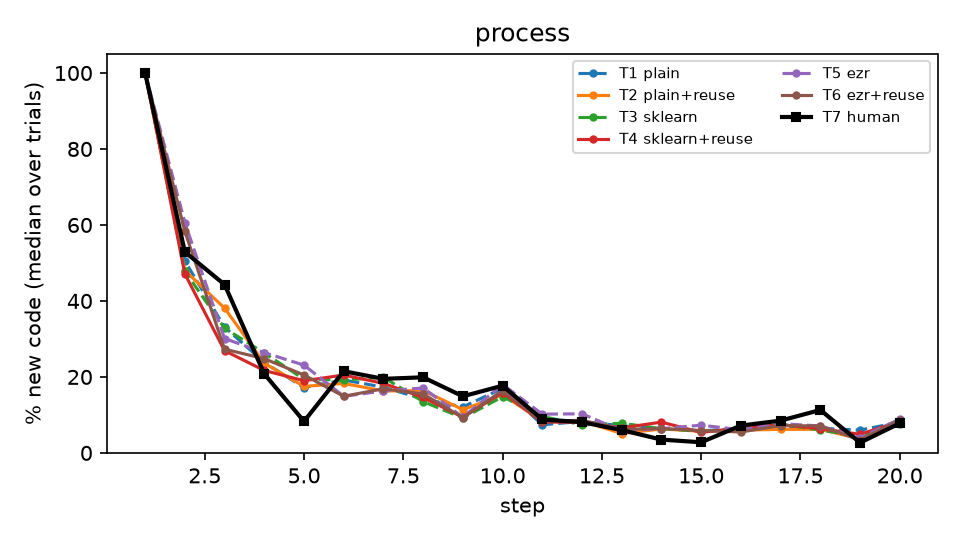 process
% new code (median over trials)
100
80
60
40
20
0
T1 plain
T2 plain+reuse
T3 sklearn
T4 sklearn+reuse
T5 ezr
T6 ezr+reuse
T7 human
2.5 5.0 7.5 10.0 12.5 15.0 17.5 20.0
step